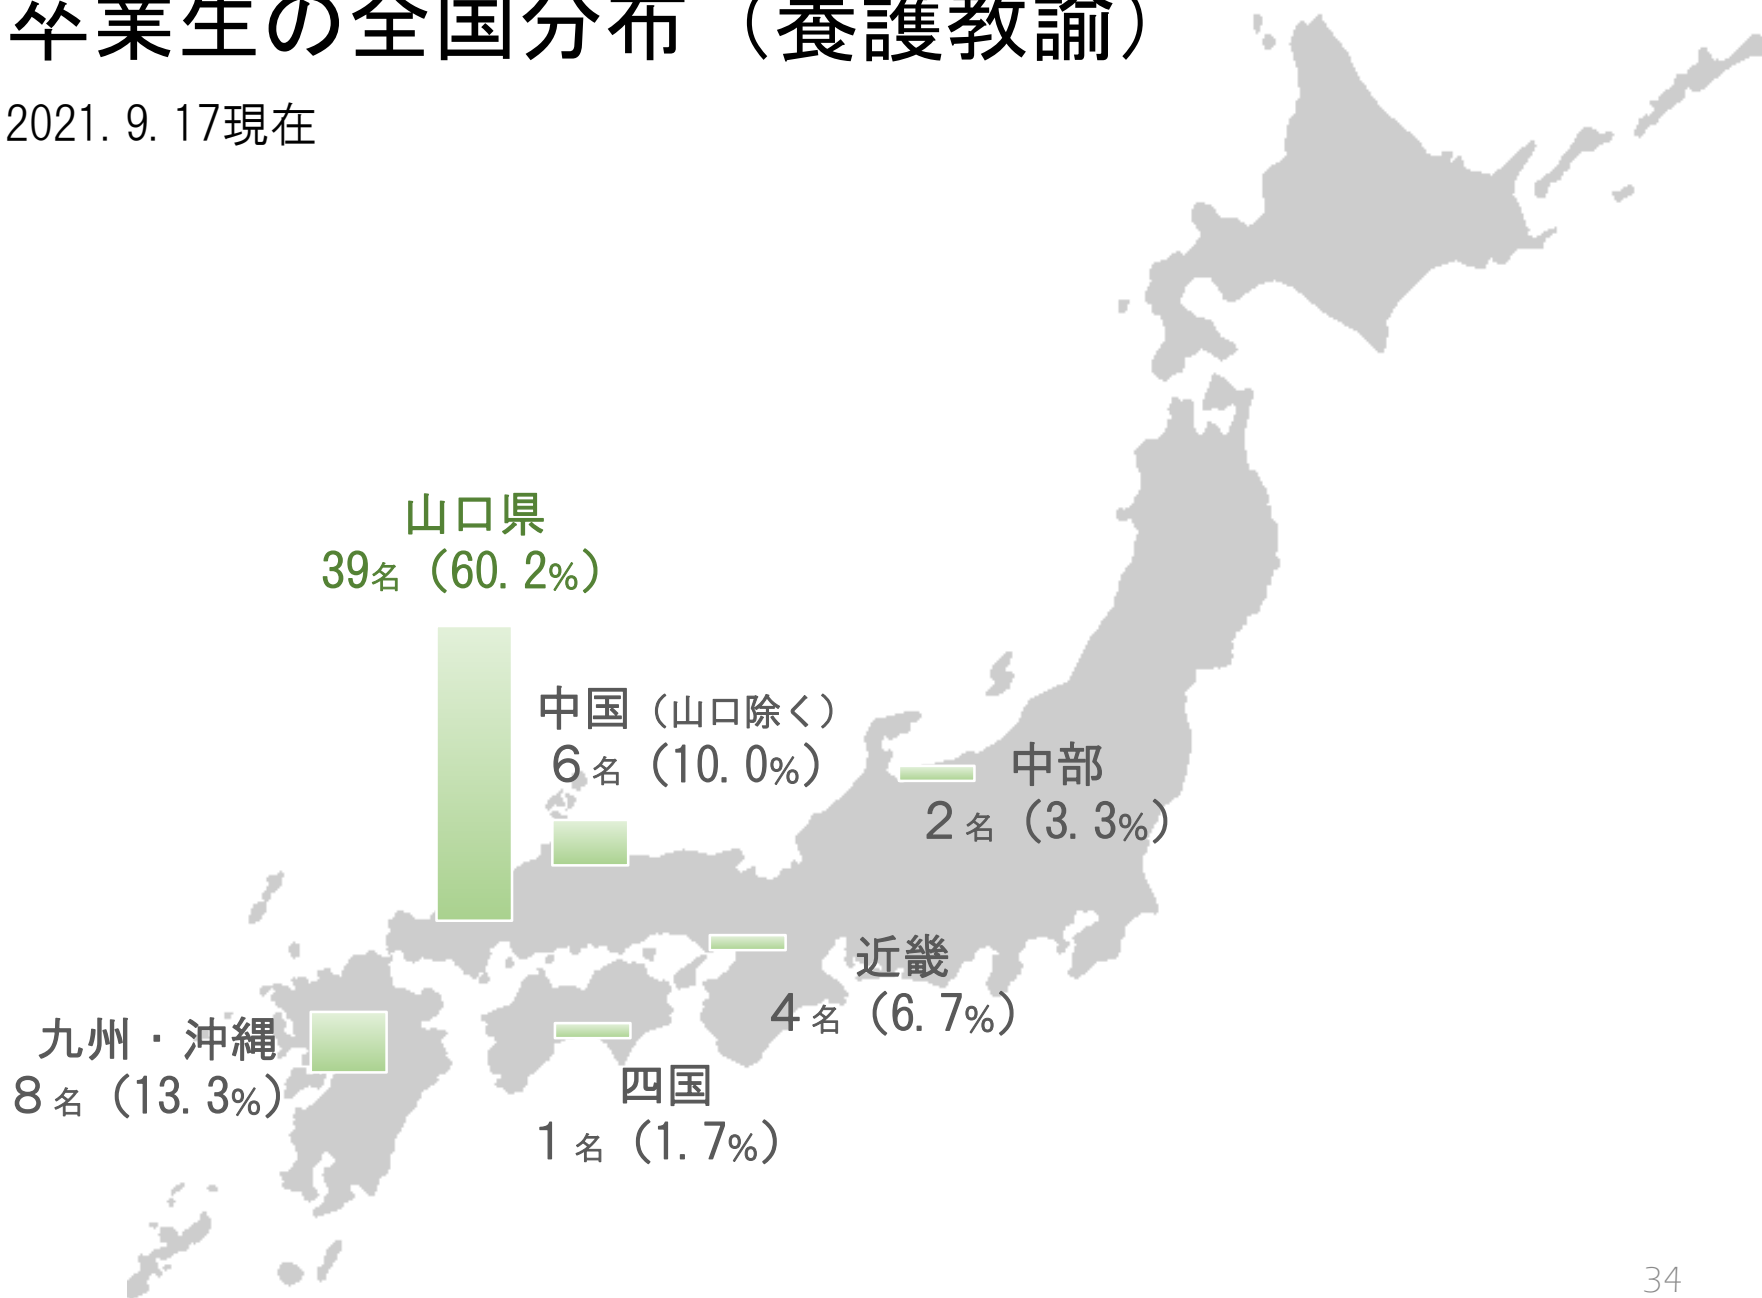 卒業生の全国分布（養護教諭）
2021.9.17現在
山口県
39名（60.2%）
中国（山口除く）
6名（10.0%）
中部
2名（3.3%）
近畿
4名（6.7%）
九州・沖縄
8名（13.3%）
四国
1名（1.7%）
34